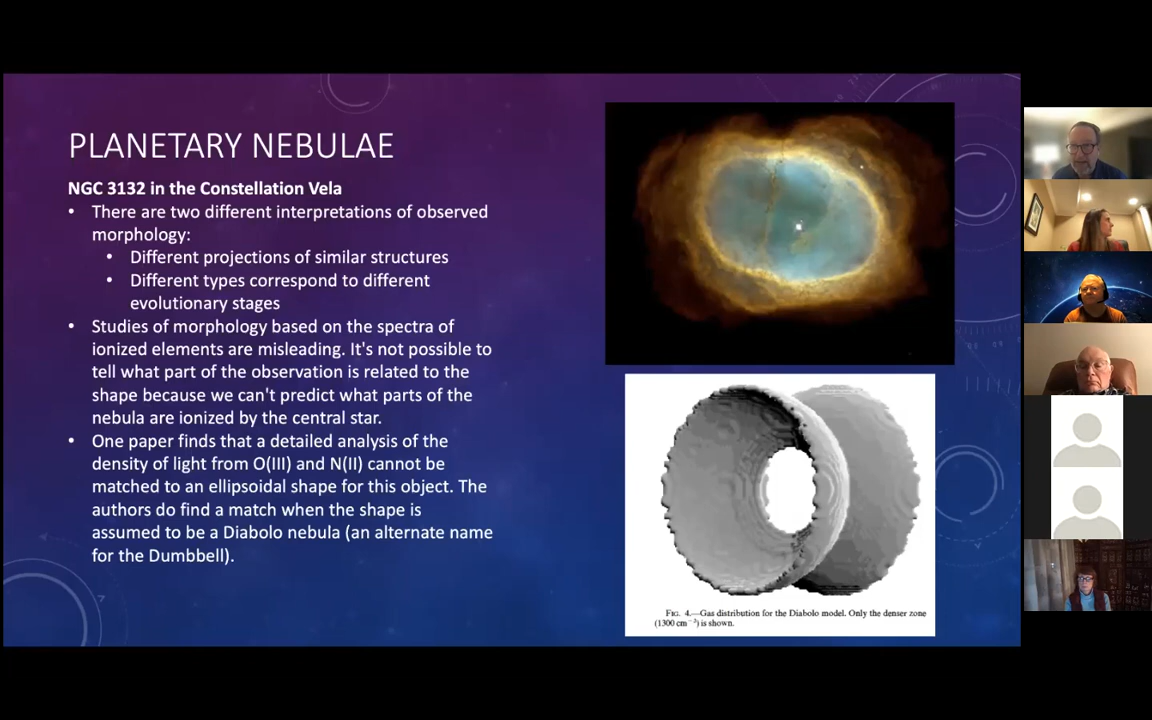 PLANETARY NEBULAE
NGC 3132 in the Constellation Vela
• There are two different interpretations of observed
morphology:
• Different projections of similar structures
• Different types correspond to different
evolutionary stages
• Studies of morphology based on the spectra of
ionized elements are misleading. It's not possible to
tell what part of the observation is related to the
shape because we can't predict what parts of the
nebula are ionized by the central star.
• One paper finds that a detailed analysis of the
density of light from O(III) and N(II) cannot be
matched to an ellipsoidal shape for this object. The
authors do find a match when the shape is
assumed to be a Diabolo nebula (an alternate name
for the Dumbbell).
FIG. 4.—Gas distribution for the Diabolo model. Only the denser zone
(1300 cm⁻³) is shown.